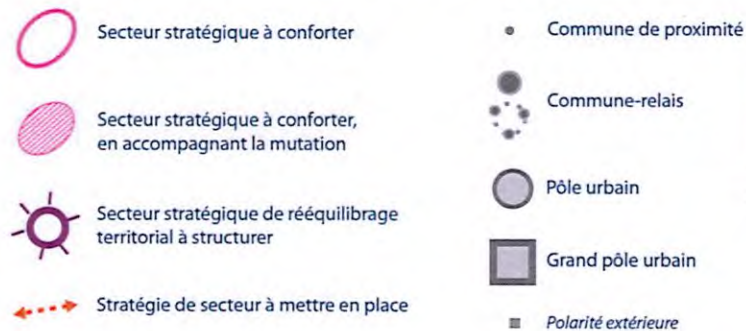 Secteur stratégique à conforter
Secteur stratégique à conforter,
en accompagnant la mutation
Secteur stratégique de rééquilibrage
territorial à structurer
Stratégie de secteur à mettre en place
Commune de proximité
Commune-relais
Pôle urbain
Grand pôle urbain
Polarité extérieure